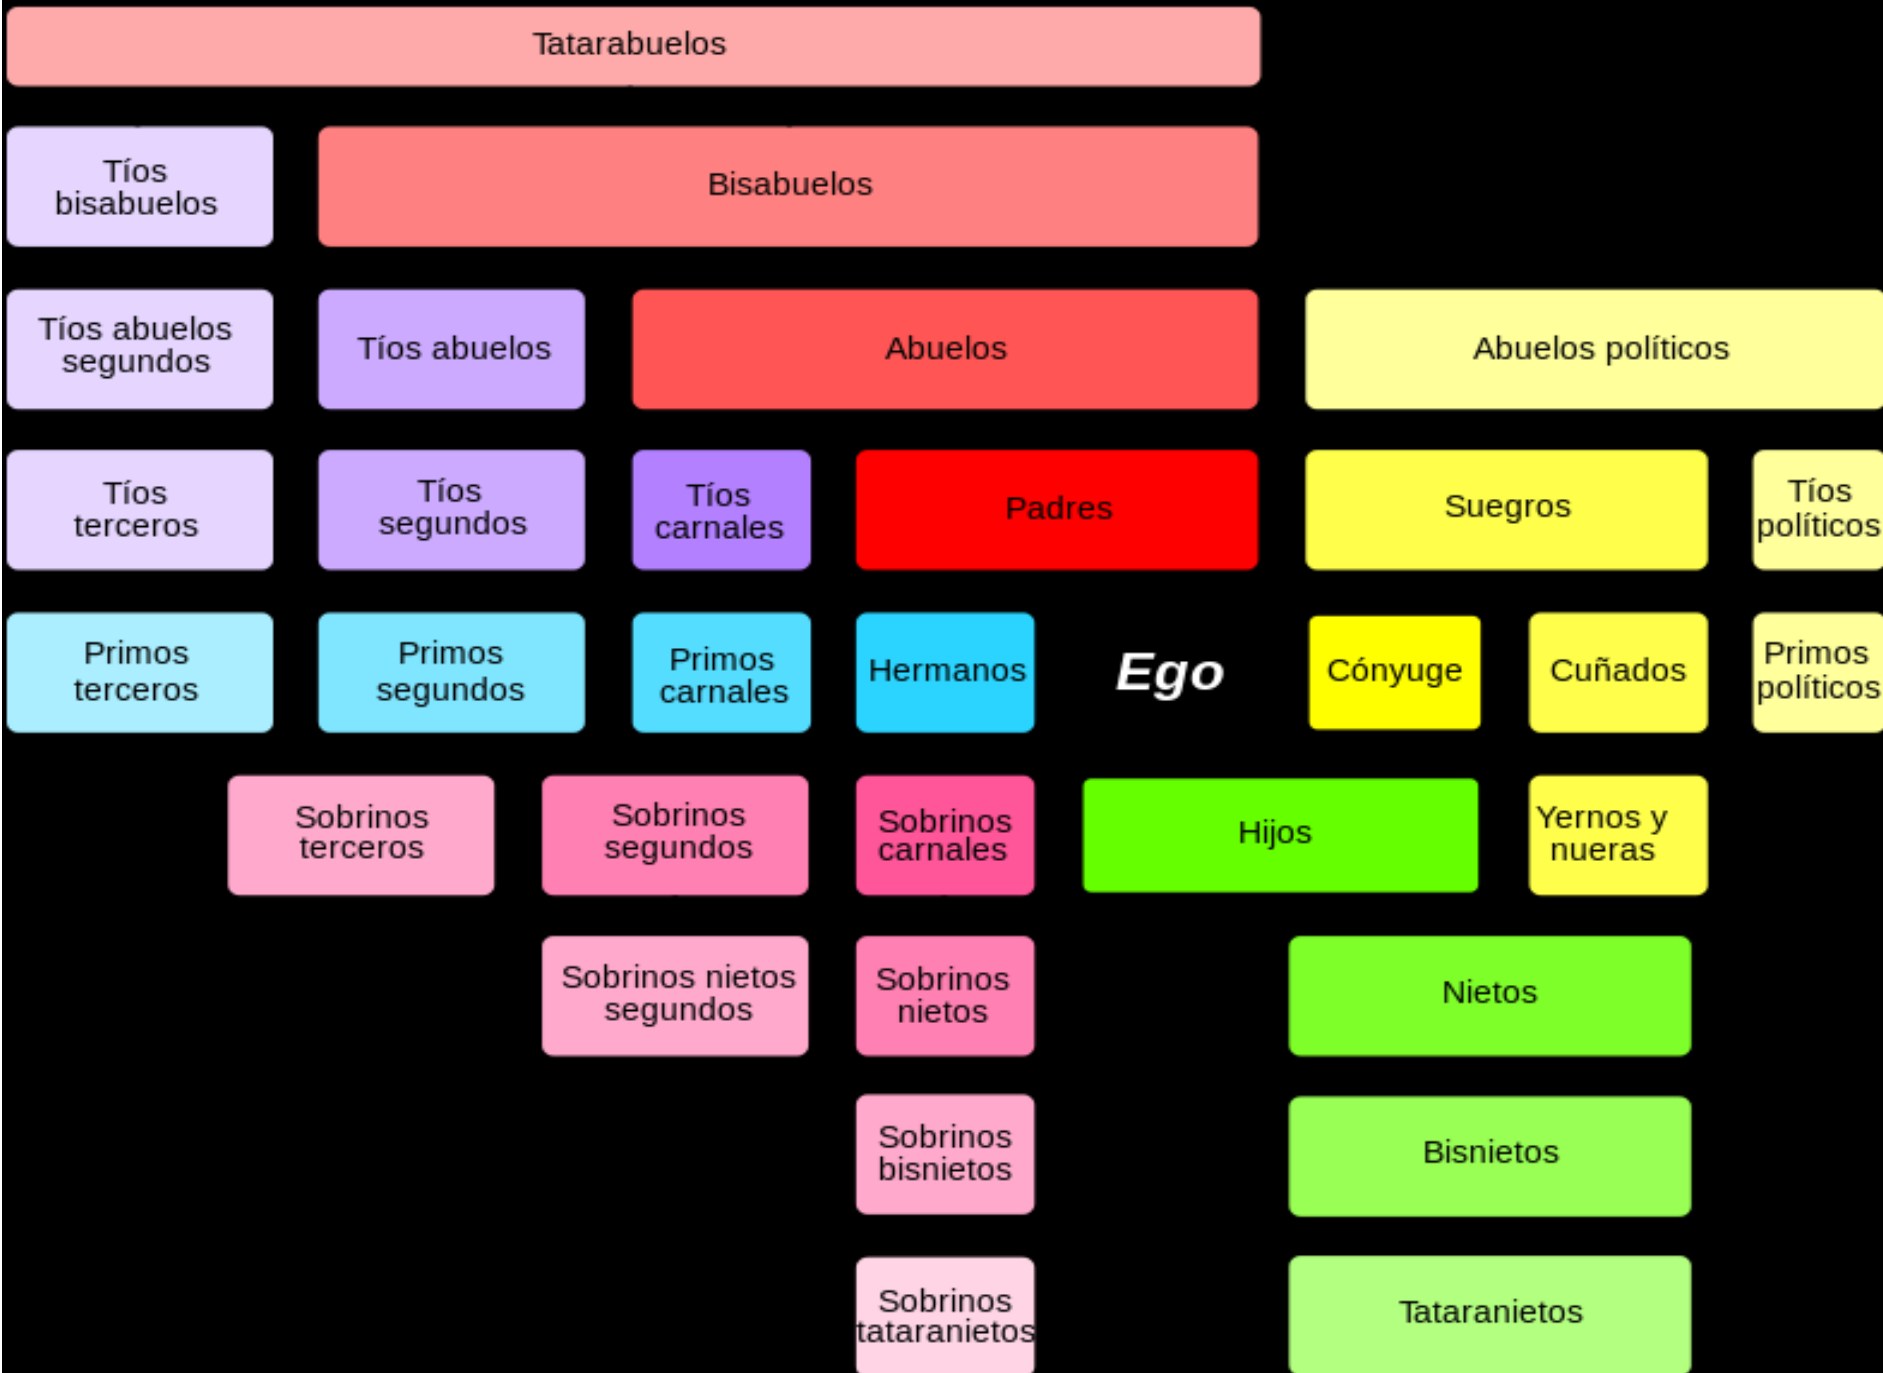 Tatarabuelos
Tíos
bisabuelos
Bisabuelos
Tíos abuelos
segundos
Tíos abuelos
Abuelos
Abuelos políticos
Tíos
terceros
Tíos
segundos
Tíos
carnales
Padres
Suegros
Tíos
políticos
Primos
terceros
Primos
segundos
Primos
carnales
Hermanos
Ego
Cónyuge
Cuñados
Primos
políticos
Sobrinos
terceros
Sobrinos
segundos
Sobrinos
carnales
Hijos
Yernos y
nueras
Sobrinos nietos
segundos
Sobrinos
nietos
Nietos
Sobrinos
bisnietos
Bisnietos
Sobrinos
tataranietos
Tataranietos